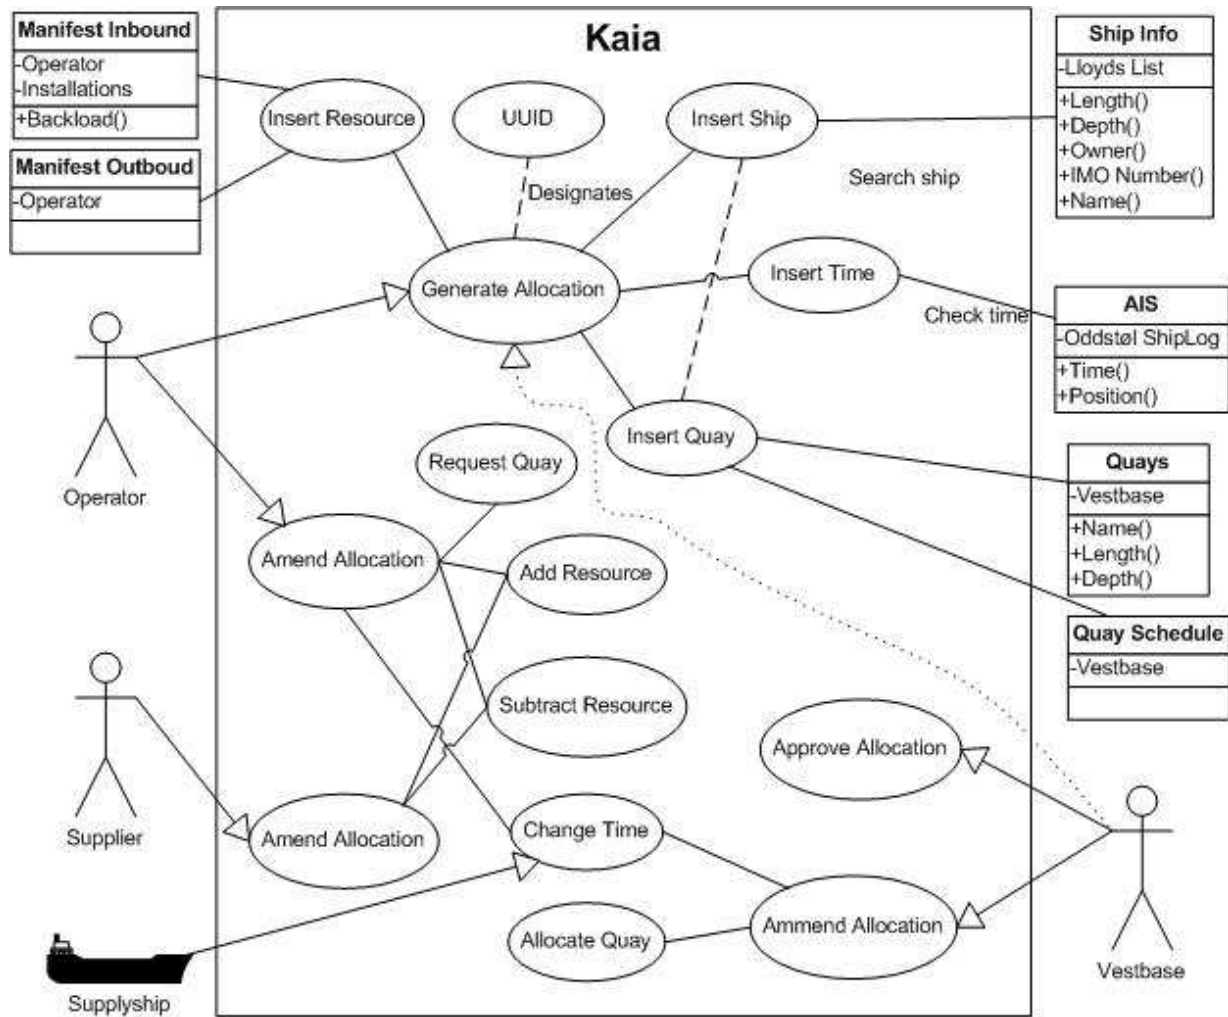 Kaia
Manifest Inbound
-Operator
-Installations
+Backload()
Manifest Outboud
-Operator
Insert Resource
UUID
Insert Ship
Designates
Search ship
Ship Info
-Lloyds List
+Length()
+Depth()
+Owner()
+IMO Number()
+Name()
Generate Allocation
Insert Time
Check time
AIS
-Oddstøl ShipLog
+Time()
+Position()
Operator
Request Quay
Insert Quay
Quays
-Vestbase
+Name()
+Length()
+Depth()
Amend Allocation
Add Resource
Quay Schedule
-Vestbase
Subtract Resource
Approve Allocation
Supplier
Amend Allocation
Change Time
Allocate Quay
Ammend Allocation
Vestbase
Supplyship